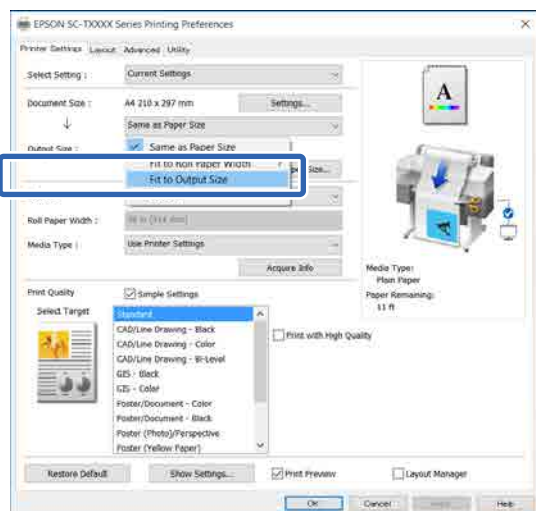 EPSON SC-TXXXX Series Printing Preferences
Printer Settings Layout Advanced Utility
Select Setting : Current Settings
Document Size : A4 210 x 297 mm Settings...
Same as Paper Size
Output Size : Same as Paper Size
Fit to Roll Paper Width
Size...
Fit to Output Size
Roll Paper Width :
Media Type : Use Printer Settings
Acquire Info
Media Type:
Plain Paper
Paper Remaining:
11 ft
Print Quality Simple Settings
Select Target
Standard
CAD/Line Drawing - Black
CAD/Line Drawing - Color
CAD/Line Drawing - Bi-Level
GIS - Black
GIS - Color
Poster/Document - Color
Poster/Document - Black
Poster (Photo)/Perspective
Poster (Yellow Paper)
Print with High Quality
Restore Default Show Settings... Print Preview Layout Manager
OK Cancel Help
A